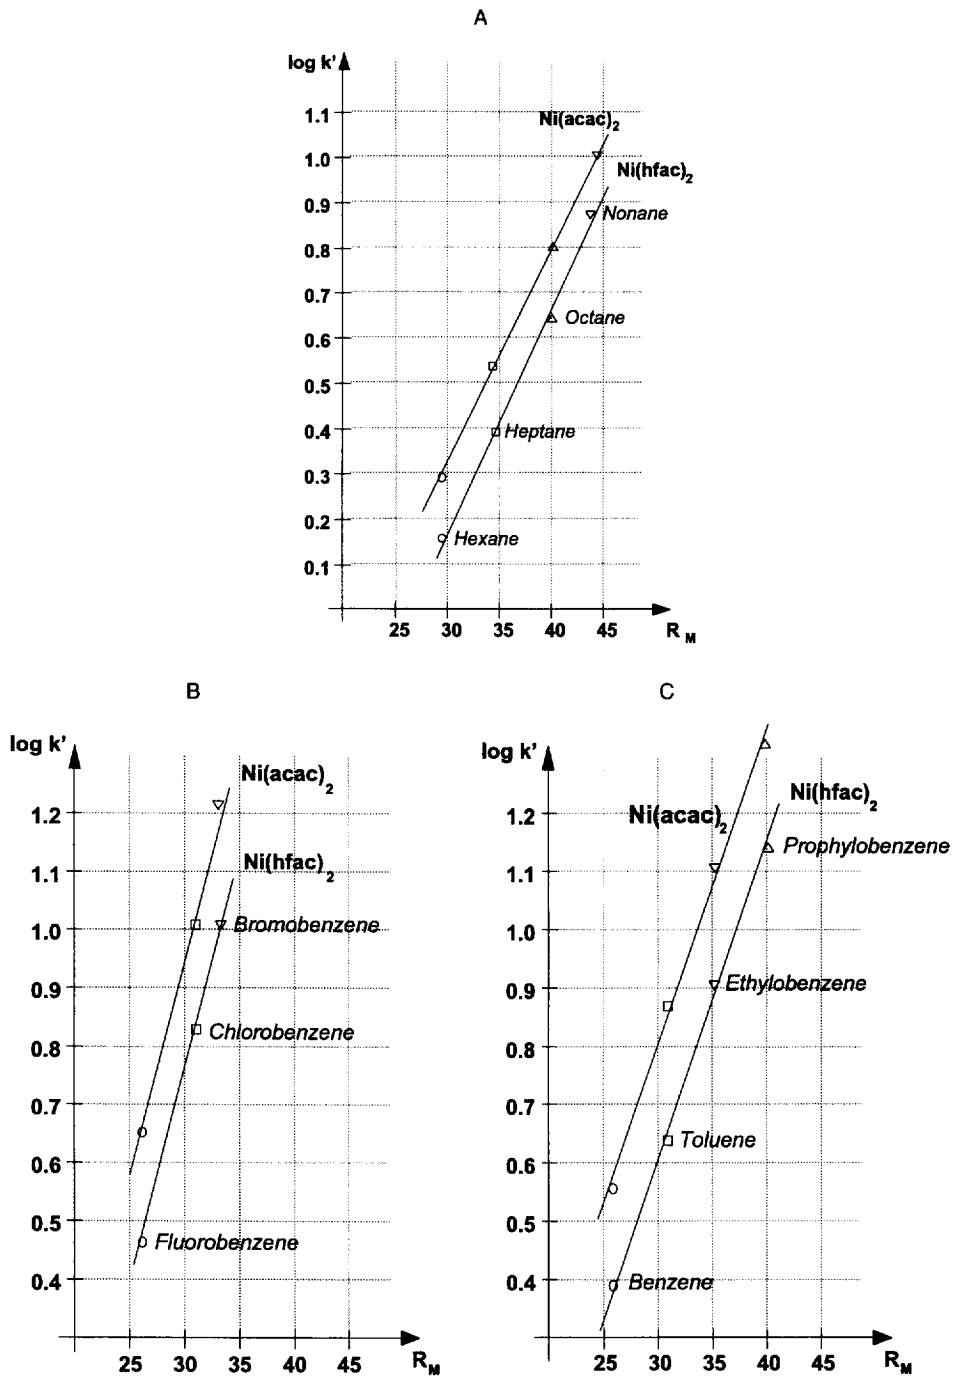 A
log k'
1.1
Ni(acac)2
1.0
Ni(hfac)2
0.9
Nonane
0.8
0.7
Octane
0.6
0.5
0.4
Heptane
0.3
0.2
Hexane
0.1
25 30 35 40 45 RM
B
log k'
Ni(acac)2
1.2
Ni(hfac)2
1.1
Bromobenzene
1.0
0.9
Chlorobenzene
0.8
0.7
0.6
0.5
Fluorobenzene
0.4
25 30 35 40 45 RM
C
log k'
Ni(hfac)2
1.2
Ni(acac)2
Prophylobenzene
1.1
1.0
0.9
Ethylobenzene
0.8
0.7
Toluene
0.6
0.5
0.4
Benzene
25 30 35 40 45 RM